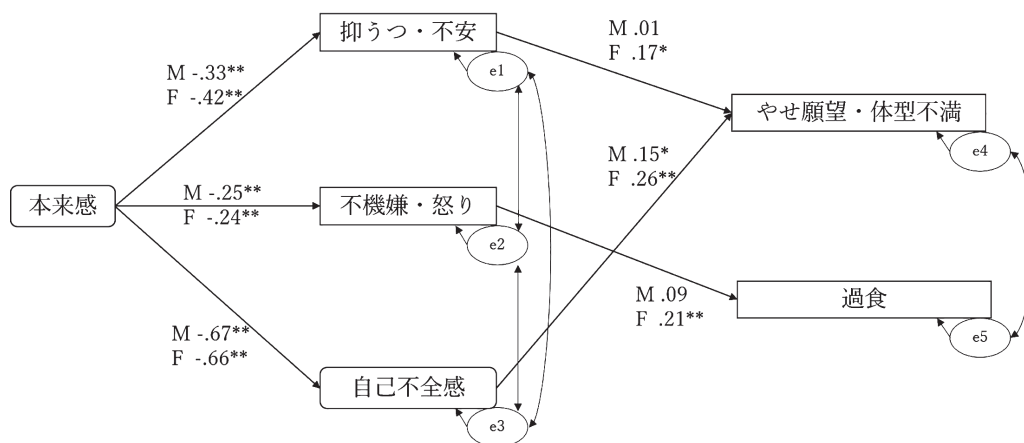 抑うつ・不安
e1
M .01
F .17*
M -.33**
F -.42**
やせ願望・体型不満
e4
M .15*
F .26**
本来感
M -.25**
F -.24**
不機嫌・怒り
e2
M .09
F .21**
過食
e5
M -.67**
F -.66**
自己不全感
e3